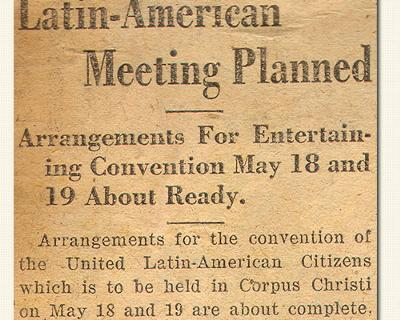 Latin-American
Meeting Planned
Arrangements For Entertain-
ing Convention May 18 and
19 About Ready.
Arrangements for the convention of
the United Latin-American Citizens
which is to be held in Corpus Christi
on May 18 and 19 are about complete,